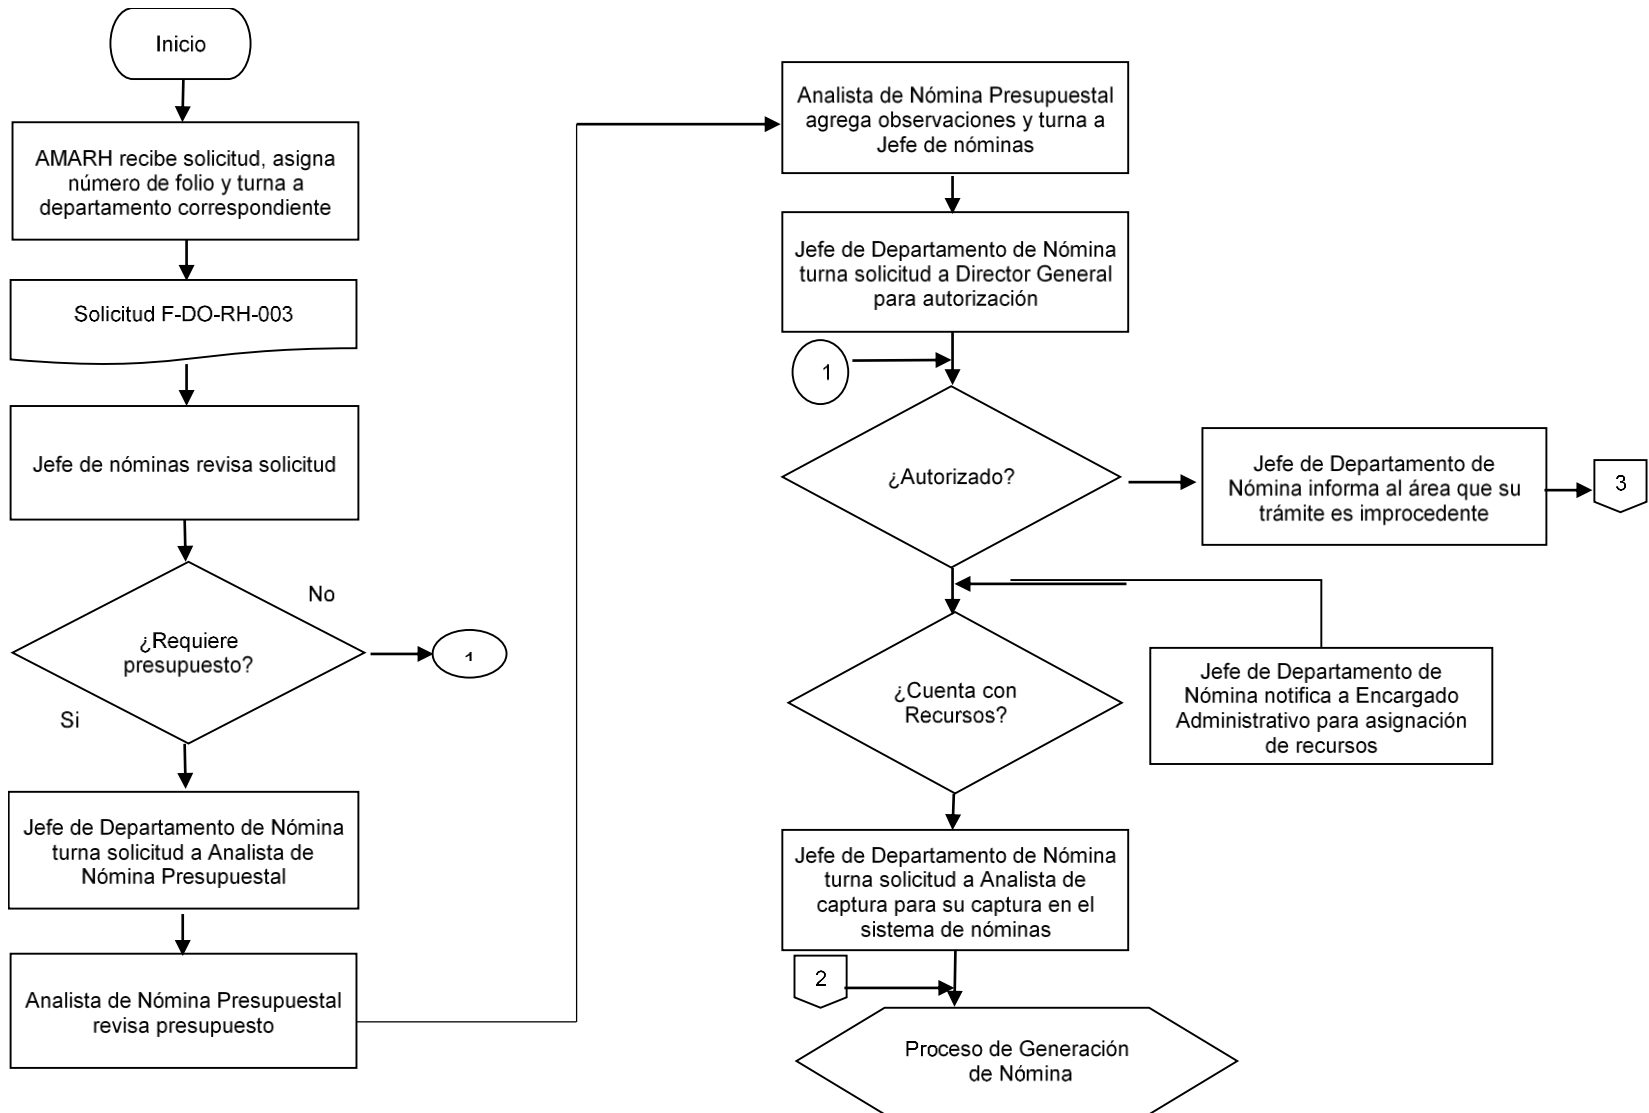 Inicio
AMARH recibe solicitud, asigna
número de folio y turna a
departamento correspondiente
Solicitud F-DO-RH-003
Jefe de nóminas revisa solicitud
No
¿Requiere
presupuesto?
1
Si
Jefe de Departamento de Nómina
turna solicitud a Analista de
Nómina Presupuestal
Analista de Nómina Presupuestal
revisa presupuesto
Analista de Nómina Presupuestal
agrega observaciones y turna a
Jefe de nóminas
Jefe de Departamento de Nómina
turna solicitud a Director General
para autorización
1
¿Autorizado?
Jefe de Departamento de
Nómina informa al área que su
trámite es improcedente
3
¿Cuenta con
Recursos?
Jefe de Departamento de
Nómina notifica a Encargado
Administrativo para asignación
de recursos
Jefe de Departamento de Nómina
turna solicitud a Analista de
captura para su captura en el
sistema de nóminas
2
Proceso de Generación
de Nómina